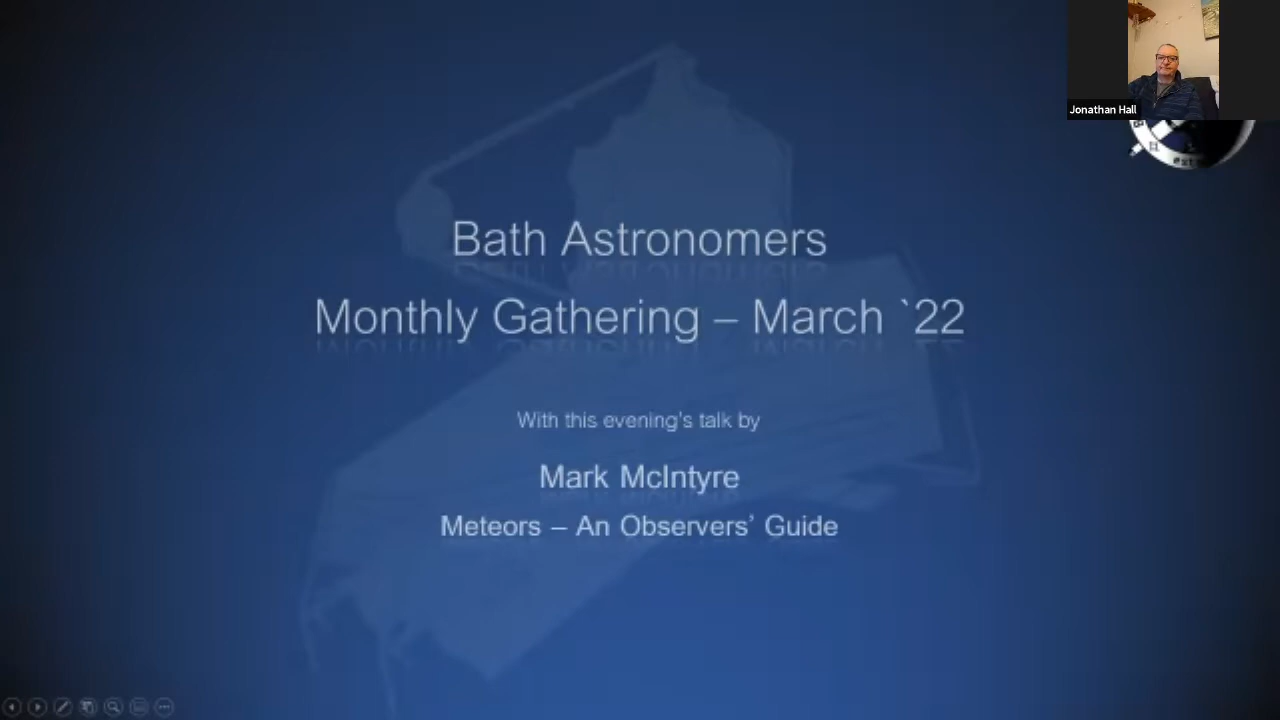 Jonathan Hall
Bath Astronomers
Monthly Gathering – March `22
With this evening's talk by
Mark McIntyre
Meteors – An Observers’ Guide